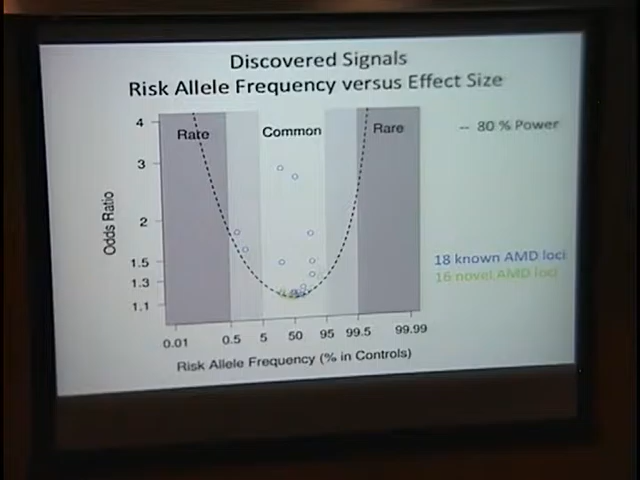 Discovered Signals
Risk Allele Frequency versus Effect Size
4
3
2
1.5
1.3
1.1
Odds Ratio
Rare
Common
Rare
-- 80 % Power
18 known AMD loci
16 novel AMD loci
0.01
0.5
5
50
95
99.5
99.99
Risk Allele Frequency (% in Controls)